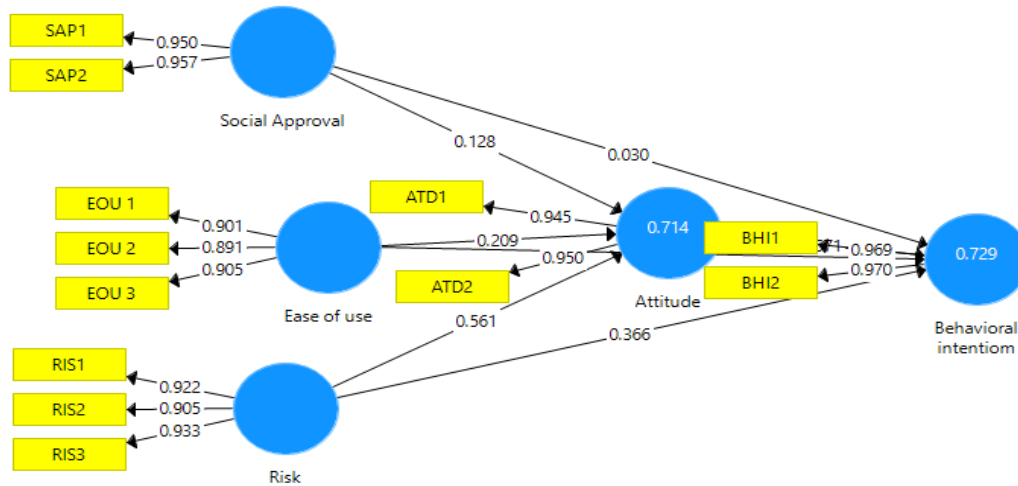 SAP1
0.950
SAP2
0.957
Social Approval
0.128
0.030
EOU 1
0.901
EOU 2
0.891
EOU 3
0.905
Ease of use
ATD1
0.945
0.209
ATD2
0.950
0.714
Attitude
BHI1
0.969
BHI2
0.970
0.729
Behavioral
intentiom
0.561
0.366
RIS1
0.922
RIS2
0.905
RIS3
0.933
Risk